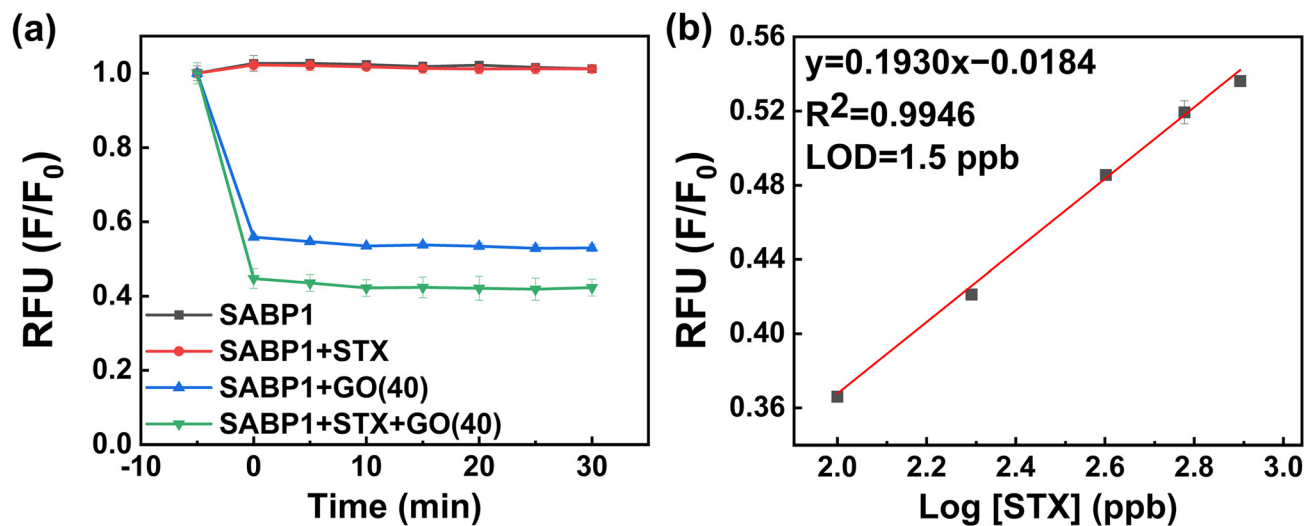 (a)
RFU (F/F0)
1.0
0.8
0.6
0.4
0.2
0.0
SABP1
SABP1+STX
SABP1+GO(40)
SABP1+STX+GO(40)
-10 0 10 20 30
Time (min)
(b)
RFU (F/F0)
0.56
0.52
0.48
0.44
0.40
0.36
y=0.1930x−0.0184
R2=0.9946
LOD=1.5 ppb
2.0 2.2 2.4 2.6 2.8 3.0
Log [STX] (ppb)